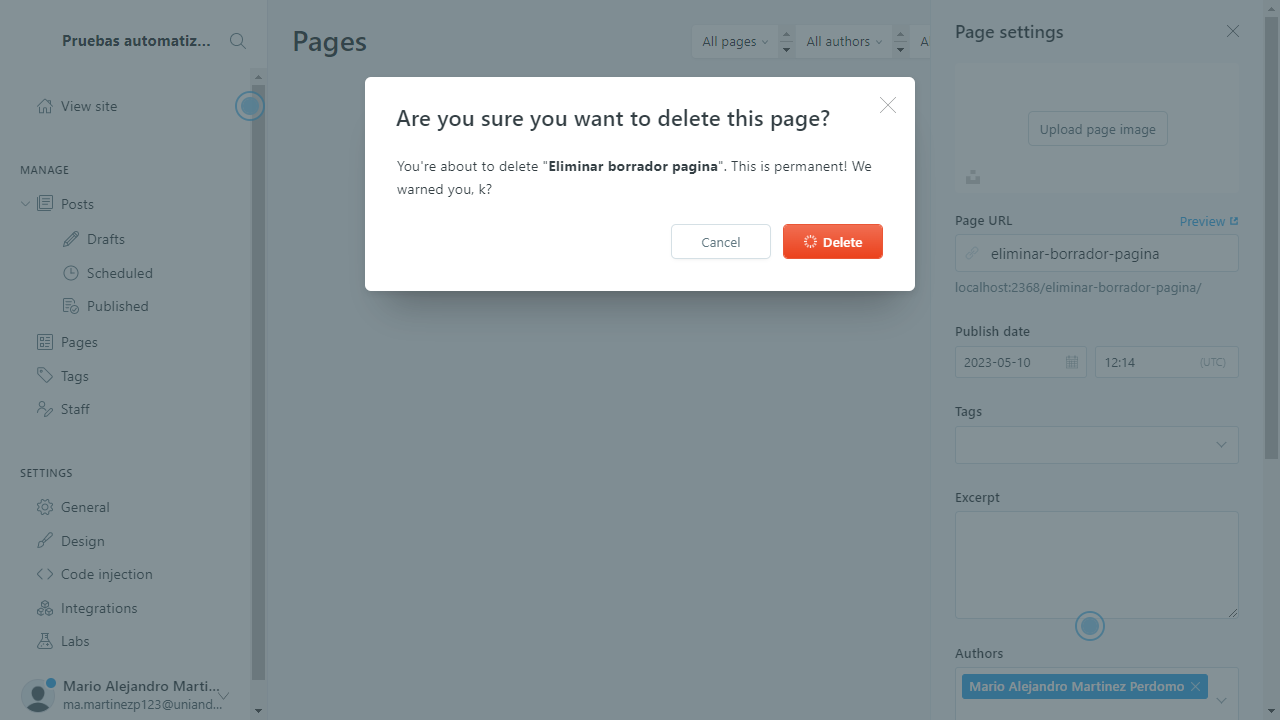 Pruebas automatiz...
View site
MANAGE
Posts
Drafts
Scheduled
Published
Pages
Tags
Staff
SETTINGS
General
Design
Code injection
Integrations
Labs
Mario Alejandro Marti...
ma.martinezp123@uniand...
Pages
All pages
All authors
Are you sure you want to delete this page?
You're about to delete "Eliminar borrador pagina". This is permanent! We
warned you, k?
Cancel
Delete
Page settings
Upload page image
Page URL
Preview
eliminar-borrador-pagina
localhost:2368/eliminar-borrador-pagina/
Publish date
2023-05-10
12:14
(UTC)
Tags
Excerpt
Authors
Mario Alejandro Martinez Perdomo